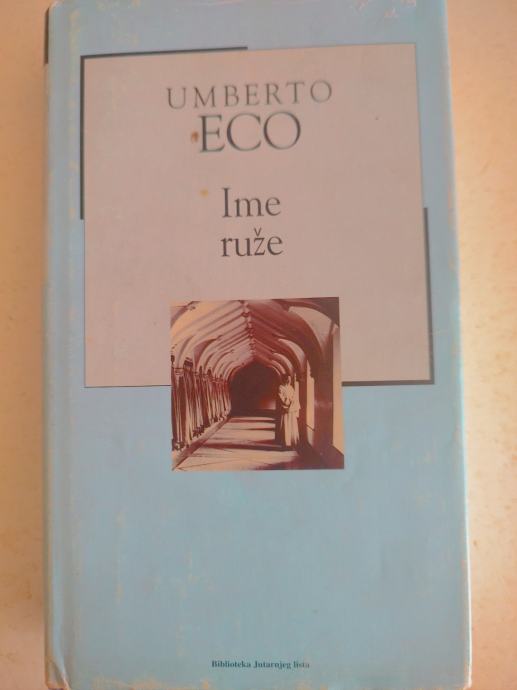 UMBERTO
ECO
Ime
ruže
Biblioteka Jutarnjeg lista